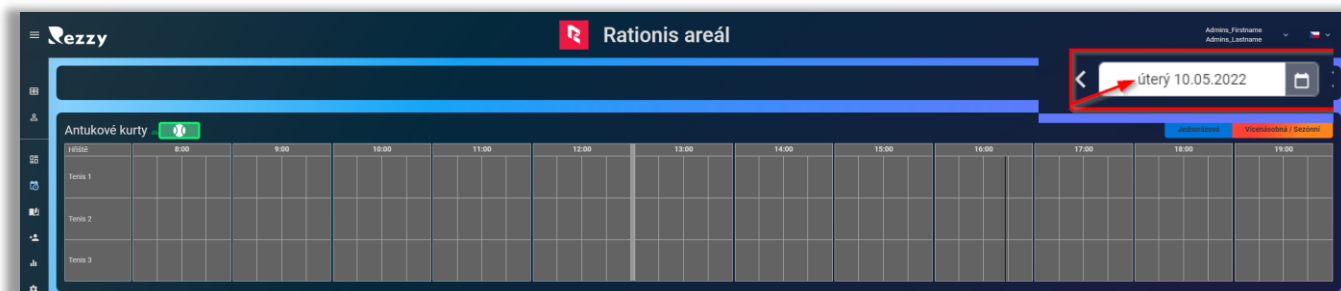 Rezzy
Rationis areál
Admins_Firstname
Admins_Lastname
úterý 10.05.2022
Antukové kurty
Jednorázová
Vícenásobná / Sezónní
Hřiště 8:00 9:00 10:00 11:00 12:00 13:00 14:00 15:00 16:00 17:00 18:00 19:00
Tenis 1
Tenis 2
Tenis 3